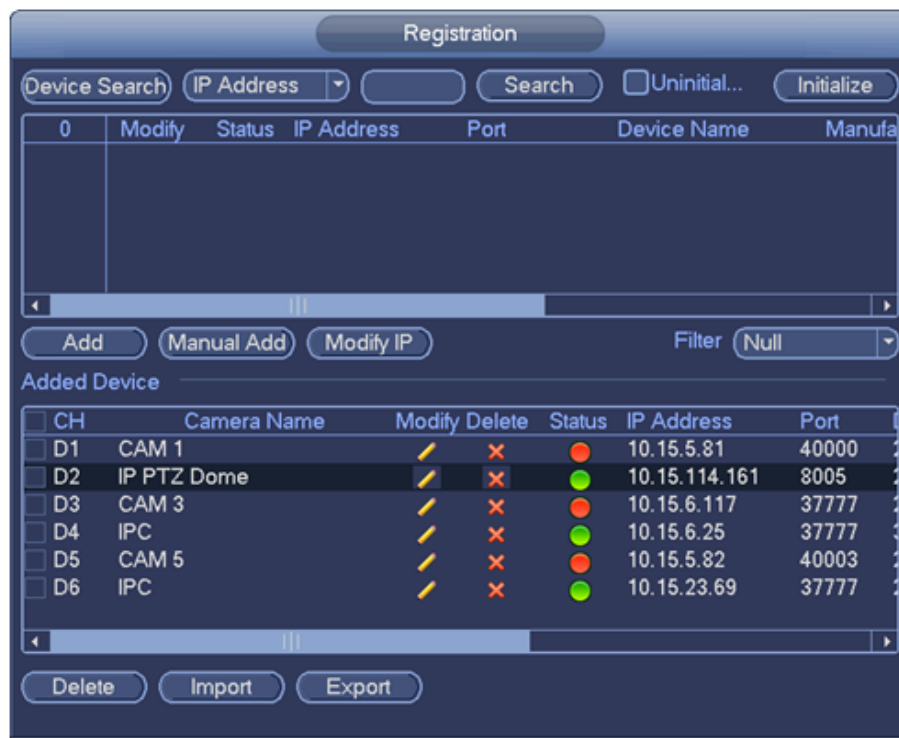 Registration
Device Search IP Address Search Uninitial... Initialize
0 Modify Status IP Address Port Device Name Manufa
Add Manual Add Modify IP Filter Null
Added Device
CH Camera Name Modify Delete Status IP Address Port
D1 CAM 1 10.15.5.81 40000
D2 IP PTZ Dome 10.15.114.161 8005
D3 CAM 3 10.15.6.117 37777
D4 IPC 10.15.6.25 37777
D5 CAM 5 10.15.5.82 40003
D6 IPC 10.15.23.69 37777
Delete Import Export